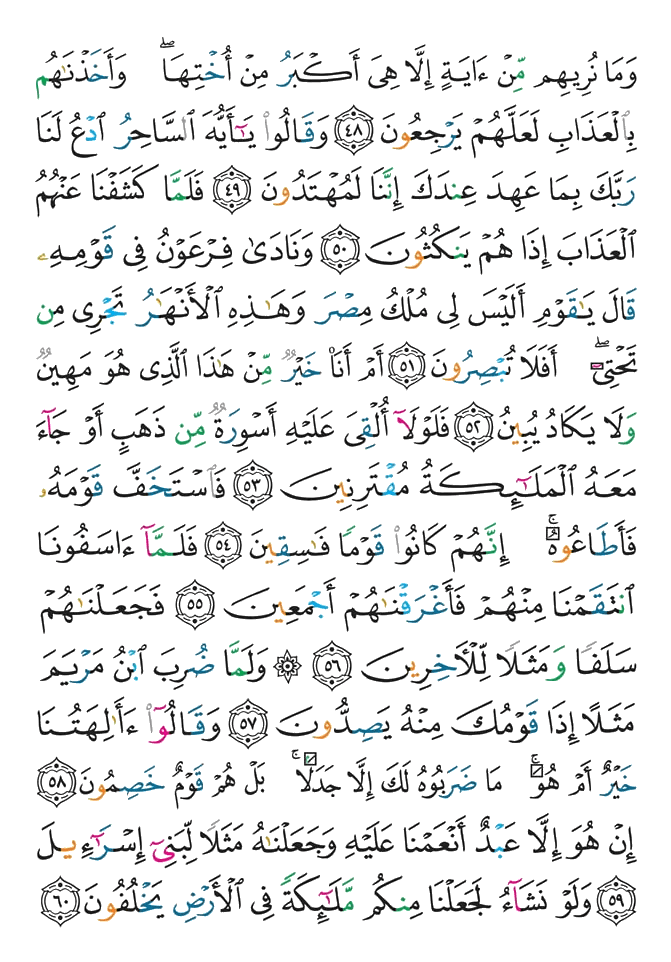 وَمَا نُرِيهِم مِّنْ ءَايَةٍ إِلَّا هِىَ أَكْبَرُ مِنْ أُخْتِهَا ۖ وَأَخَذْنَـٰهُم
بِٱلْعَذَابِ لَعَلَّهُمْ يَرْجِعُونَ ٤٨ وَقَالُوا۟ يَـٰٓأَيُّهَ ٱلسَّاحِرُ ٱدْعُ لَنَا
رَبَّكَ بِمَا عَهِدَ عِندَكَ إِنَّنَا لَمُهْتَدُونَ ٤٩ فَلَمَّا كَشَفْنَا عَنْهُمُ
ٱلْعَذَابَ إِذَا هُمْ يَنكُثُونَ ٥٠ وَنَادَىٰ فِرْعَوْنُ فِى قَوْمِهِۦ
قَالَ يَـٰقَوْمِ أَلَيْسَ لِى مُلْكُ مِصْرَ وَهَـٰذِهِ ٱلْأَنْهَـٰرُ تَجْرِى مِن
تَحْتِىٓ ۖ أَفَلَا تُبْصِرُونَ ٥١ أَمْ أَنَا۠ خَيْرٌ مِّنْ هَـٰذَا ٱلَّذِى هُوَ مَهِينٌ
وَلَا يَكَادُ يُبِينُ ٥٢ فَلَوْلَآ أُلْقِىَ عَلَيْهِ أَسْوِرَةٌ مِّن ذَهَبٍ أَوْ جَآءَ
مَعَهُ ٱلْمَلَـٰٓئِكَةُ مُقْتَرِنِينَ ٥٣ فَٱسْتَخَفَّ قَوْمَهُۥ
فَأَطَاعُوهُ ۚ إِنَّهُمْ كَانُوا۟ قَوْمًا فَـٰسِقِينَ ٥٤ فَلَمَّآ ءَاسَفُونَا
ٱنتَقَمْنَا مِنْهُمْ فَأَغْرَقْنَـٰهُمْ أَجْمَعِينَ ٥٥ فَجَعَلْنَـٰهُمْ
سَلَفًا وَمَثَلًا لِّلْـَٔاخِرِينَ ٥٦ ۞ وَلَمَّا ضُرِبَ ٱبْنُ مَرْيَمَ
مَثَلًا إِذَا قَوْمُكَ مِنْهُ يَصِدُّونَ ٥٧ وَقَالُوٓا۟ ءَأَـٰلِهَتُنَا
خَيْرٌ أَمْ هُوَ ۚ مَا ضَرَبُوهُ لَكَ إِلَّا جَدَلًۢا ۚ بَلْ هُمْ قَوْمٌ خَصِمُونَ ٥٨
إِنْ هُوَ إِلَّا عَبْدٌ أَنْعَمْنَا عَلَيْهِ وَجَعَلْنَـٰهُ مَثَلًا لِّبَنِىٓ إِسْرَٰٓءِيلَ
٥٩ وَلَوْ نَشَآءُ لَجَعَلْنَا مِنكُم مَّلَـٰٓئِكَةً فِى ٱلْأَرْضِ يَخْلُفُونَ ٦٠